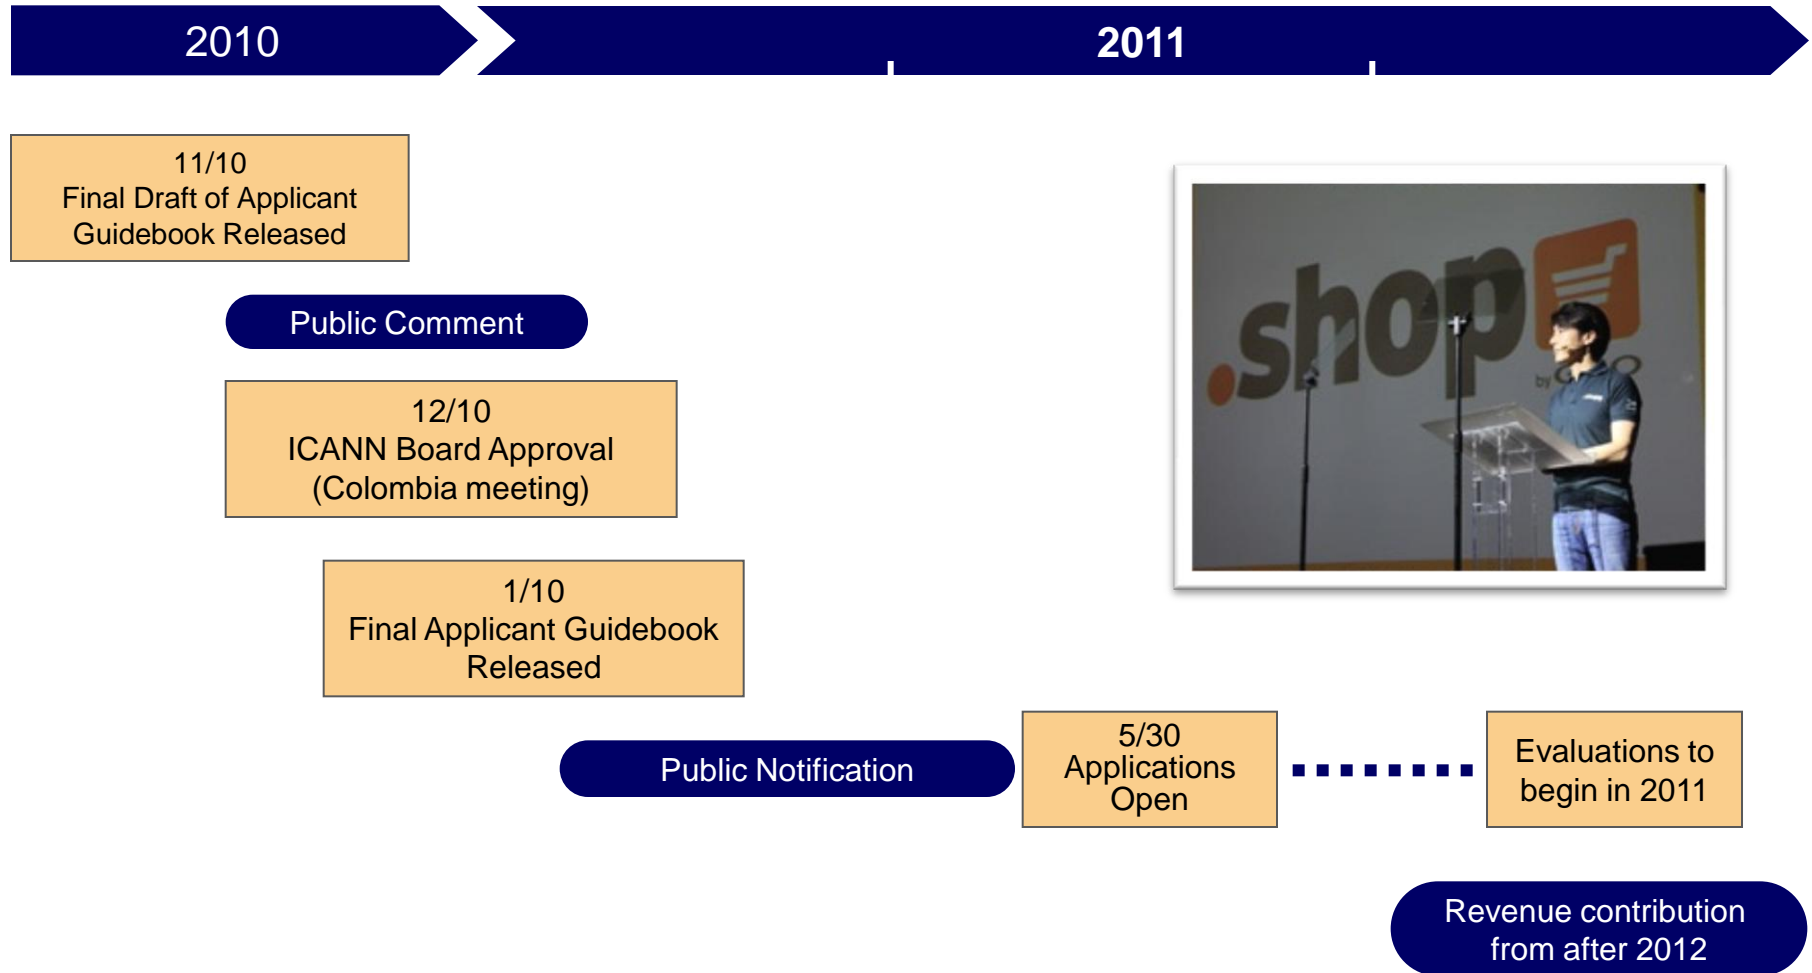 2010
2011
11/10
Final Draft of Applicant
Guidebook Released
Public Comment
.shop
by
12/10
ICANN Board Approval
(Colombia meeting)
1/10
Final Applicant Guidebook
Released
Public Notification
5/30
Applications
Open
Evaluations to
begin in 2011
Revenue contribution
from after 2012